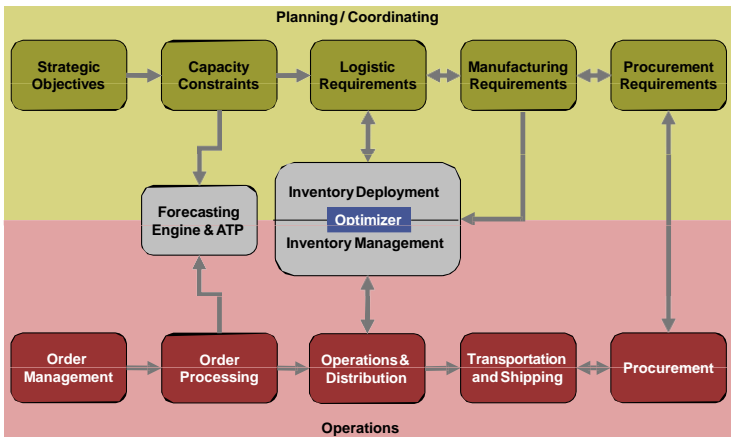 Planning / Coordinating
Strategic
Objectives
Capacity
Constraints
Logistic
Requirements
Manufacturing
Requirements
Procurement
Requirements
Forecasting
Engine & ATP
Inventory Deployment
Optimizer
Inventory Management
Order
Management
Order
Processing
Operations &
Distribution
Transportation
and Shipping
Procurement
Operations